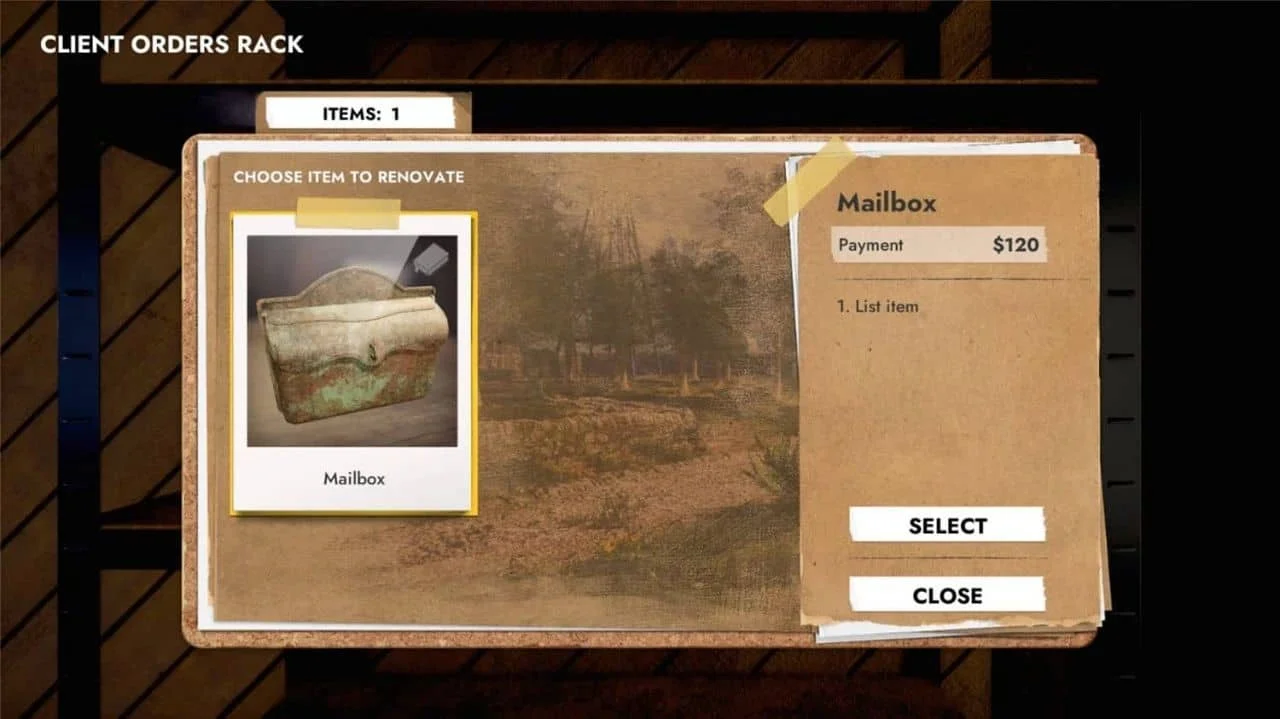 CLIENT ORDERS RACK
ITEMS: 1
CHOOSE ITEM TO RENOVATE
Mailbox
Mailbox
Payment $120
1. List item
SELECT
CLOSE